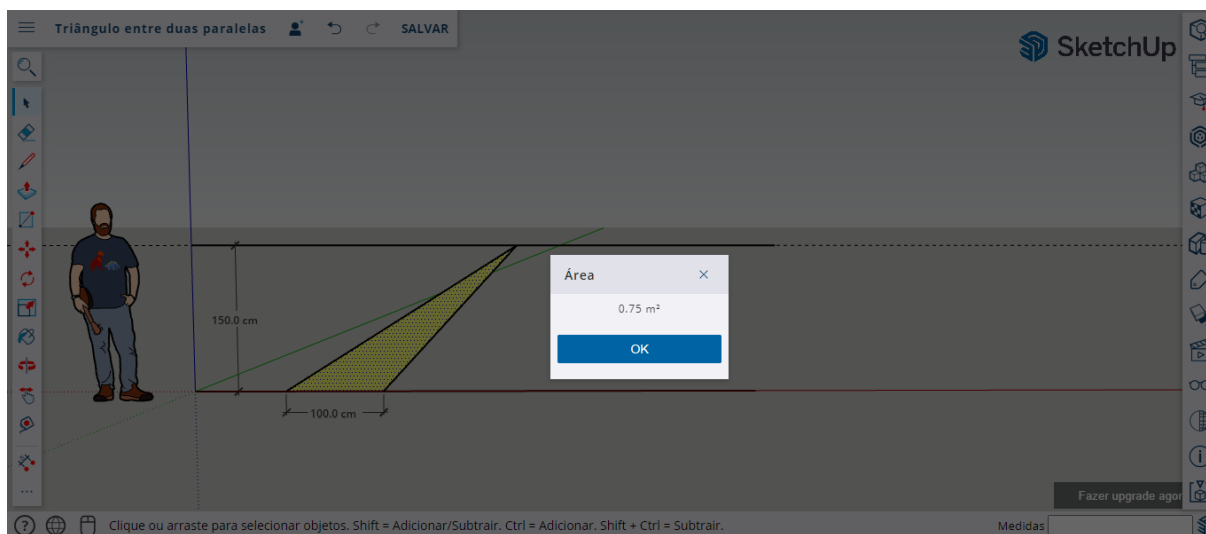 Triângulo entre duas paralelas
SALVAR
SketchUp
150.0 cm
100.0 cm
Área
0.75 m²
OK
Fazer upgrade agor
Clique ou arraste para selecionar objetos. Shift = Adicionar/Subtrair. Ctrl = Adicionar. Shift + Ctrl = Subtrair.
Medidas